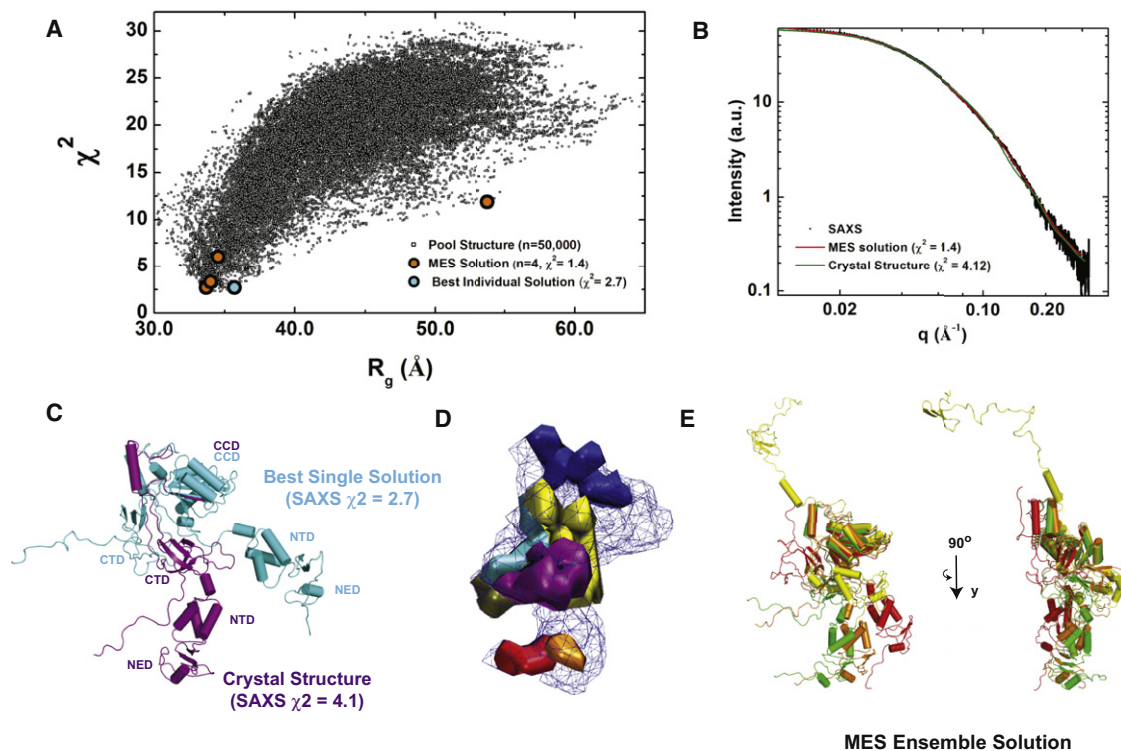 A
30
25
20
15
10
5
0
χ²
30.0
40.0
50.0
60.0
R_g (Å)
Pool Structure (n=50,000)
MES Solution (n=4, χ²= 1.4)
Best Individual Solution (χ²= 2.7)
B
Intensity (a.u.)
10
1
0.1
SAXS
MES solution (χ² = 1.4)
Crystal Structure (χ² = 4.12)
0.02
0.10
0.20
q (Å⁻¹)
C
CCD
CCD
Best Single Solution
(SAXS χ2 = 2.7)
CTD
CTD
NTD
NED
NTD
NED
Crystal Structure
(SAXS χ2 = 4.1)
D
E
90°
y
MES Ensemble Solution